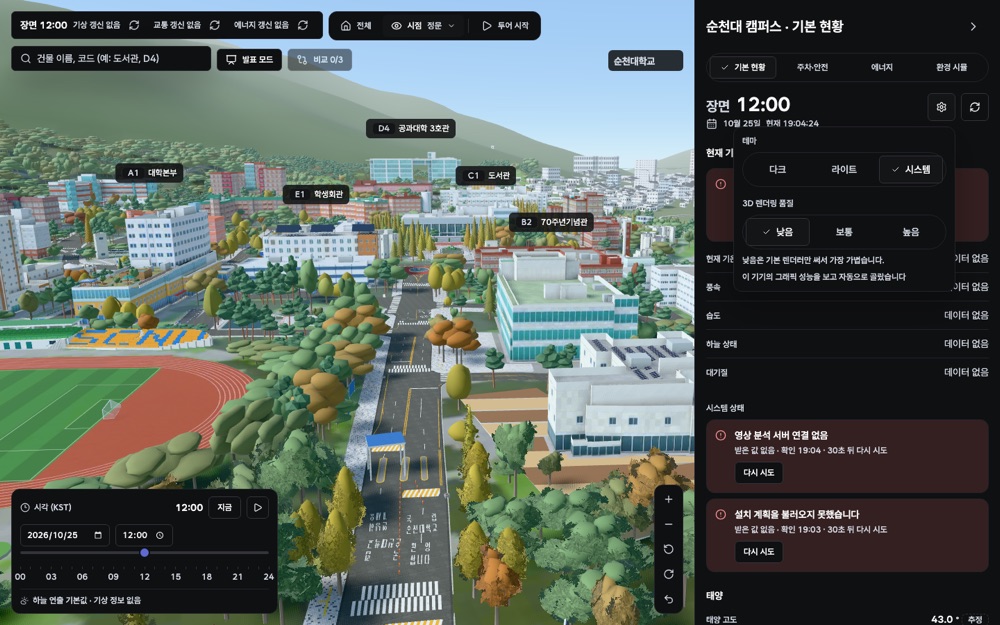 장면 12:00 기상 갱신 없음 교통 갱신 없음 에너지 갱신 없음
전체 시점 정문 투어 시작
건물 이름, 코드 (예: 도서관, D4)
발표 모드
비교 0/3
순천대학교
D4 공과대학 3호관
A1 대학본부
C1 도서관
E1 학생회관
B2 70주년기념관
SCNU
시각 (KST) 12:00 지금
2026/10/25 12:00
00 03 06 09 12 15 18 21 24
하늘 연출 기본값 · 기상 정보 없음
순천대 캠퍼스 · 기본 현황
기본 현황 주차·안전 에너지 환경 시뮬
장면 12:00
10월 25일 현재 19:04:24
테마
다크 라이트 시스템
3D 렌더링 품질
낮음 보통 높음
낮음은 기본 렌더러만 써서 가장 가볍습니다.
이 기기의 그래픽 성능을 보고 자동으로 골랐습니다
풍속
습도 데이터 없음
하늘 상태 데이터 없음
대기질 데이터 없음
시스템 상태
영상 분석 서버 연결 없음
받은 값 없음 · 확인 19:04 · 30초 뒤 다시 시도
다시 시도
설치 계획을 불러오지 못했습니다
받은 값 없음 · 확인 19:03 · 30초 뒤 다시 시도
다시 시도
태양
태양 고도 43.0 ° 추정